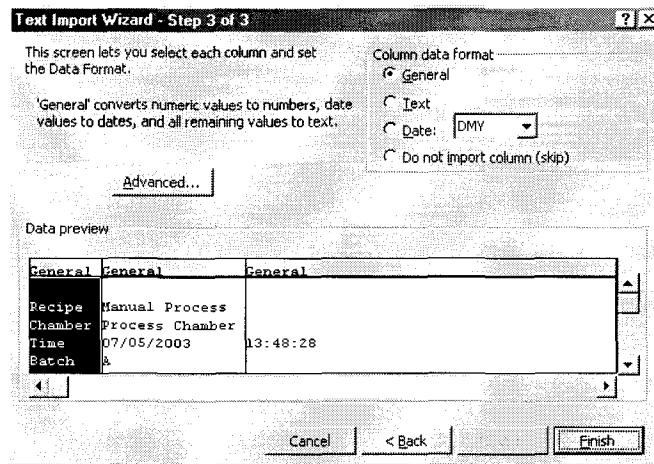 Text Import Wizard - Step 3 of 3
? X
This screen lets you select each column and set
the Data Format.
'General' converts numeric values to numbers, date
values to dates, and all remaining values to text.
Advanced...
Column data format
General
Text
Date: DMY
Do not import column (skip)
Data preview
General General General
Recipe Manual Process
Chamber Process Chamber
Time 07/05/2003 13:48:28
Batch A
Cancel < Back Finish